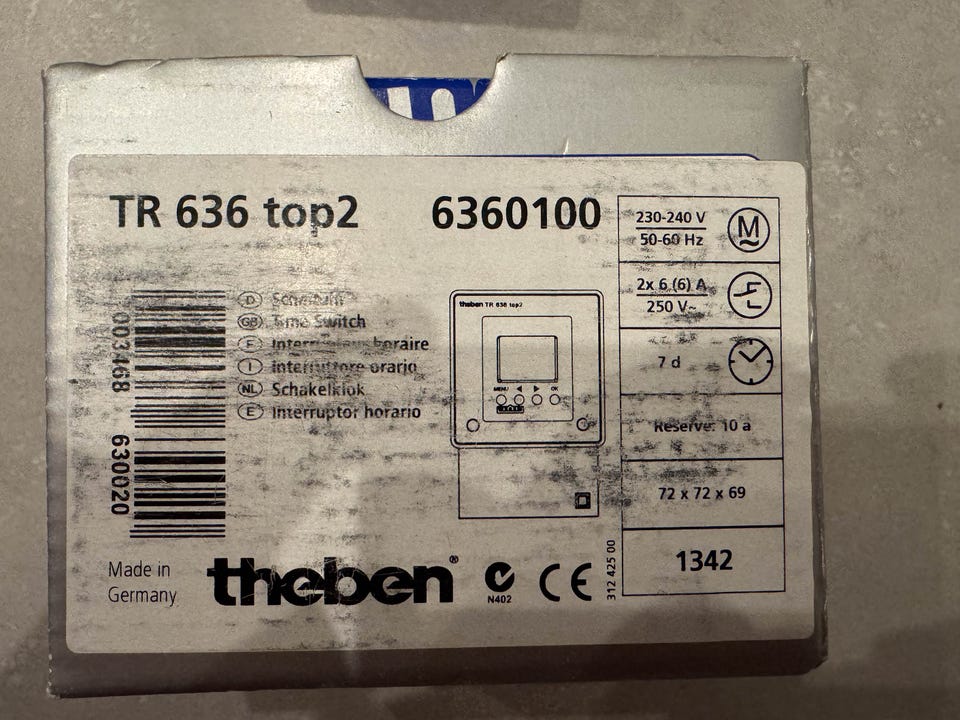 TR 636 top2
6360100
230-240 V
50-60 Hz
M
2x 6 (6) A
250 V~
7 d
Reserve: 10 a
72 x 72 x 69
1342
003468
630020
D
GB Time Switch
F horaire
I Interruttore orario
NL Schakelklok
E Interruptor horario
theben TR 636 top2
MENU OK
Made in
Germany
theben®
N402
CE
312 425 00